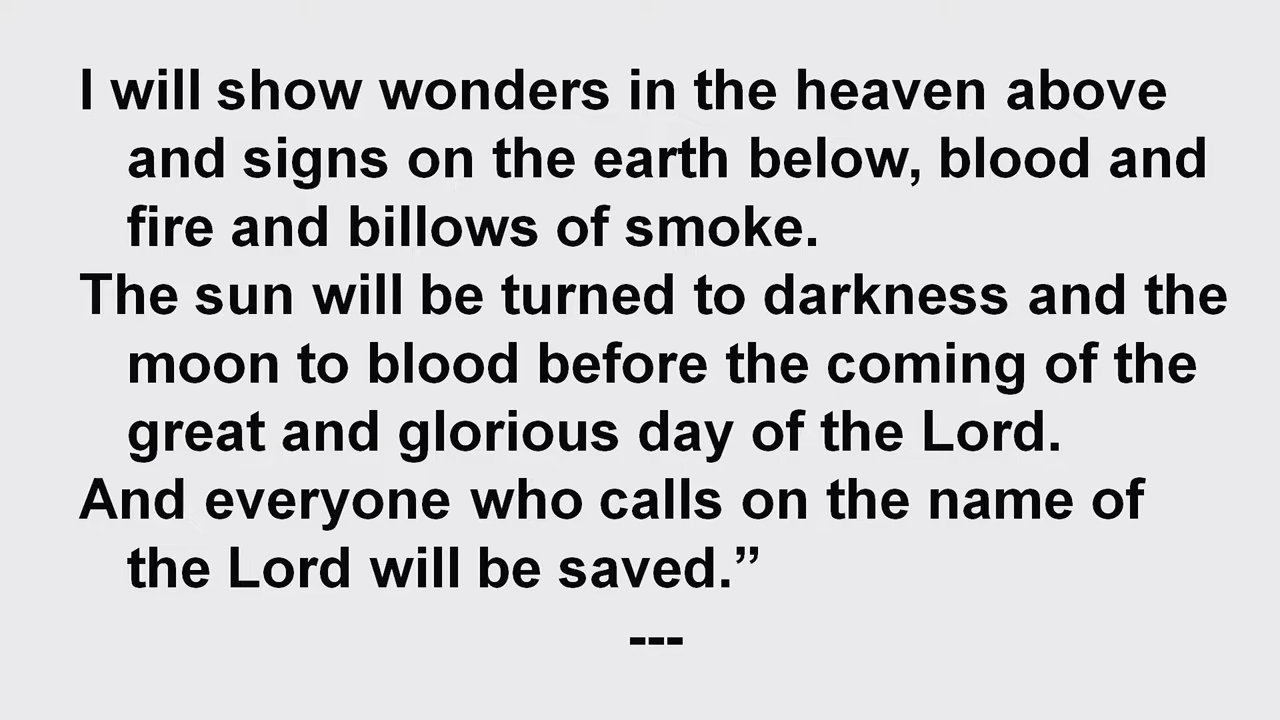 I will show wonders in the heaven above
and signs on the earth below, blood and
fire and billows of smoke.
The sun will be turned to darkness and the
moon to blood before the coming of the
great and glorious day of the Lord.
And everyone who calls on the name of
the Lord will be saved.”
---